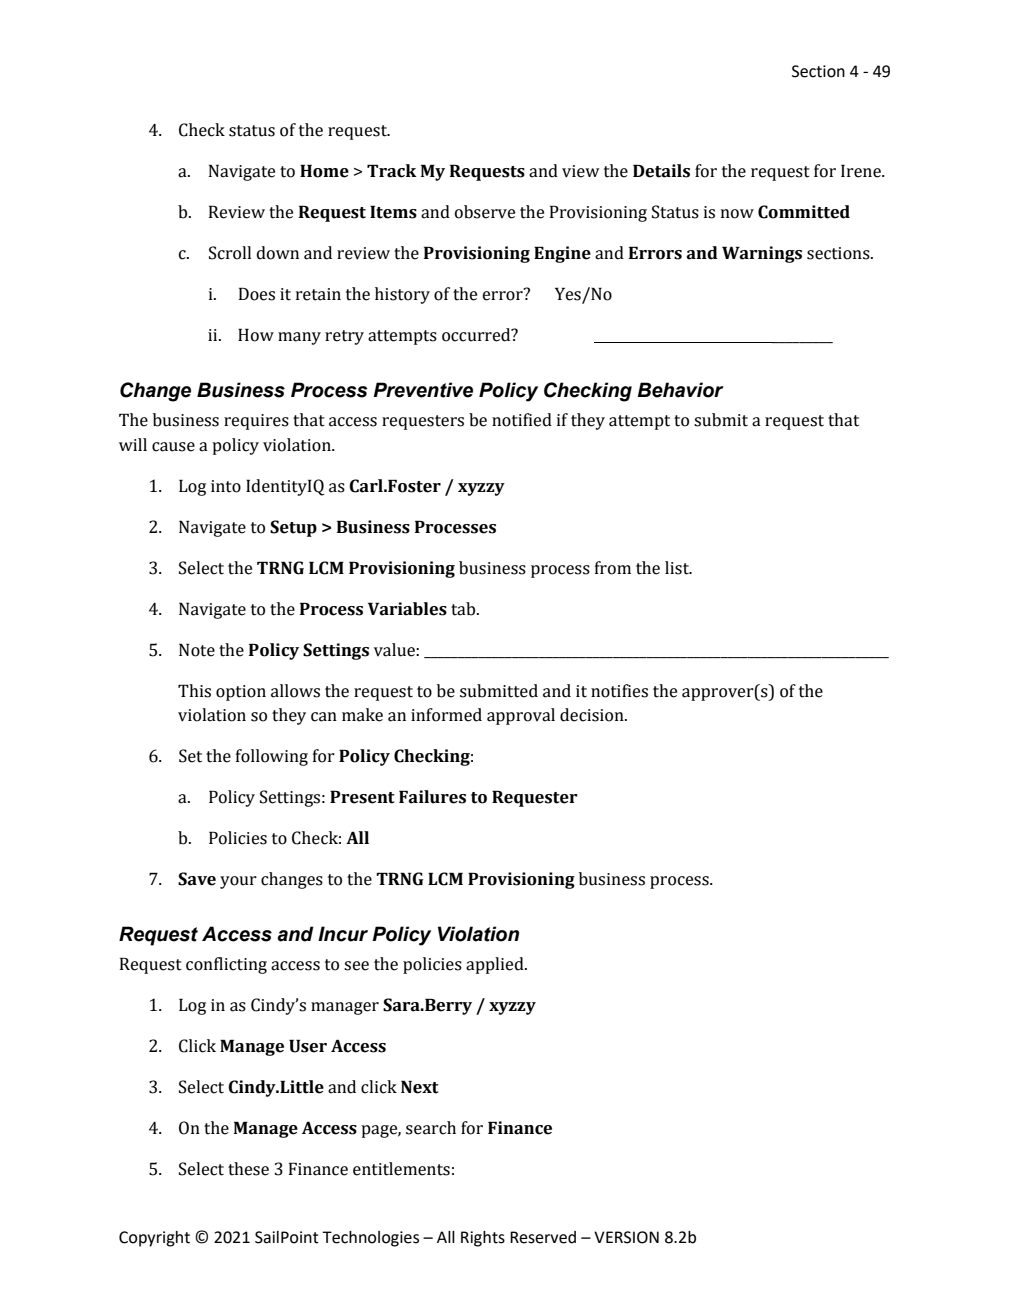 Section 4 - 49
4. Check status of the request.
a. Navigate to Home > Track My Requests and view the Details for the request for Irene.
b. Review the Request Items and observe the Provisioning Status is now Committed
c. Scroll down and review the Provisioning Engine and Errors and Warnings sections.
i. Does it retain the history of the error? Yes/No
ii. How many retry attempts occurred? ____________________________
Change Business Process Preventive Policy Checking Behavior
The business requires that access requesters be notified if they attempt to submit a request that
will cause a policy violation.
1. Log into IdentityIQ as Carl.Foster / xyzzy
2. Navigate to Setup > Business Processes
3. Select the TRNG LCM Provisioning business process from the list.
4. Navigate to the Process Variables tab.
5. Note the Policy Settings value: _______________________________________________________
This option allows the request to be submitted and it notifies the approver(s) of the
violation so they can make an informed approval decision.
6. Set the following for Policy Checking:
a. Policy Settings: Present Failures to Requester
b. Policies to Check: All
7. Save your changes to the TRNG LCM Provisioning business process.
Request Access and Incur Policy Violation
Request conflicting access to see the policies applied.
1. Log in as Cindy’s manager Sara.Berry / xyzzy
2. Click Manage User Access
3. Select Cindy.Little and click Next
4. On the Manage Access page, search for Finance
5. Select these 3 Finance entitlements:
Copyright © 2021 SailPoint Technologies – All Rights Reserved – VERSION 8.2b